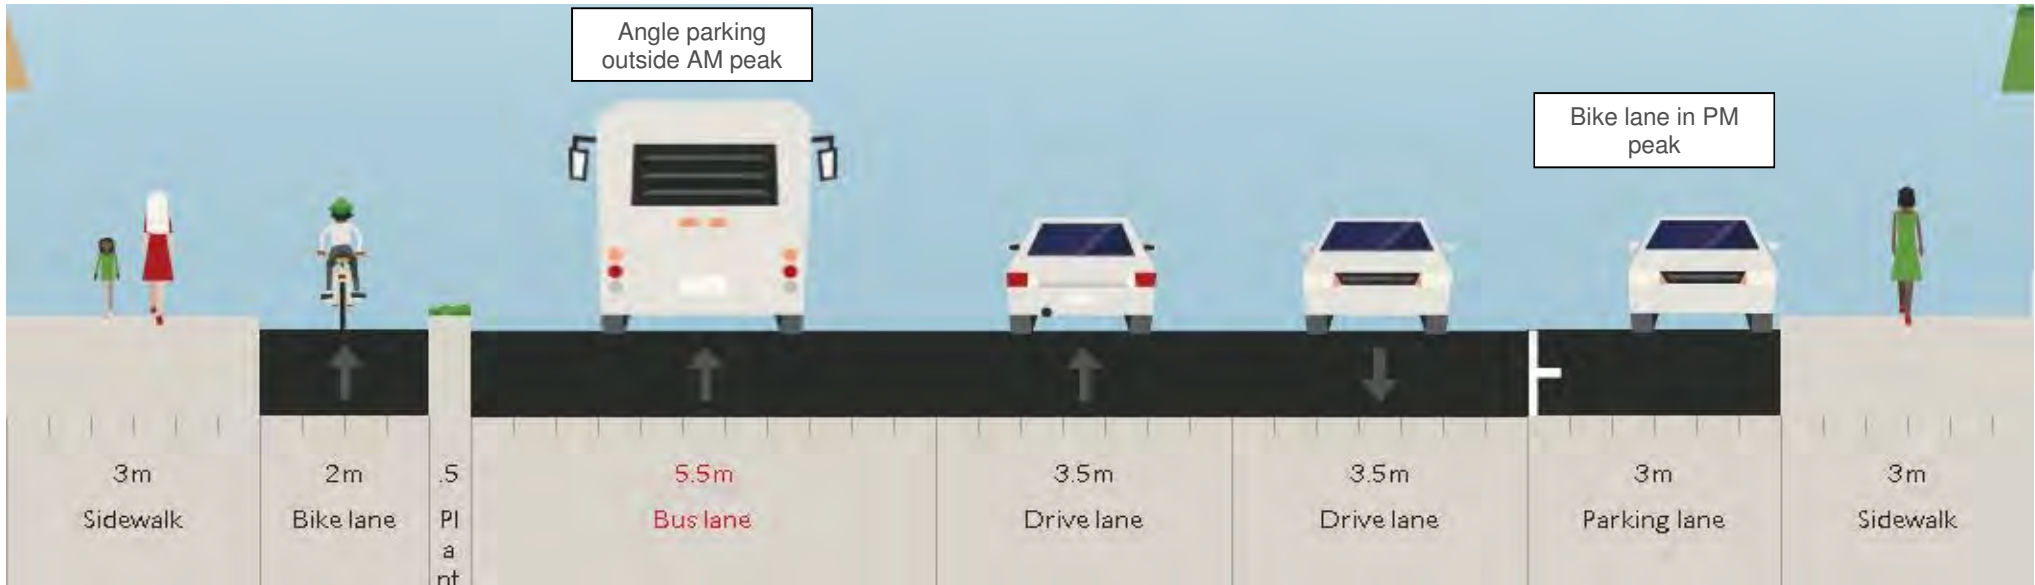 Angle parking
outside AM peak
Bike lane in PM
peak
3m
Sidewalk
2m
Bike lane
.5
Pl
a
nt
5.5m
Bus lane
3.5m
Drive lane
3.5m
Drive lane
3m
Parking lane
3m
Sidewalk